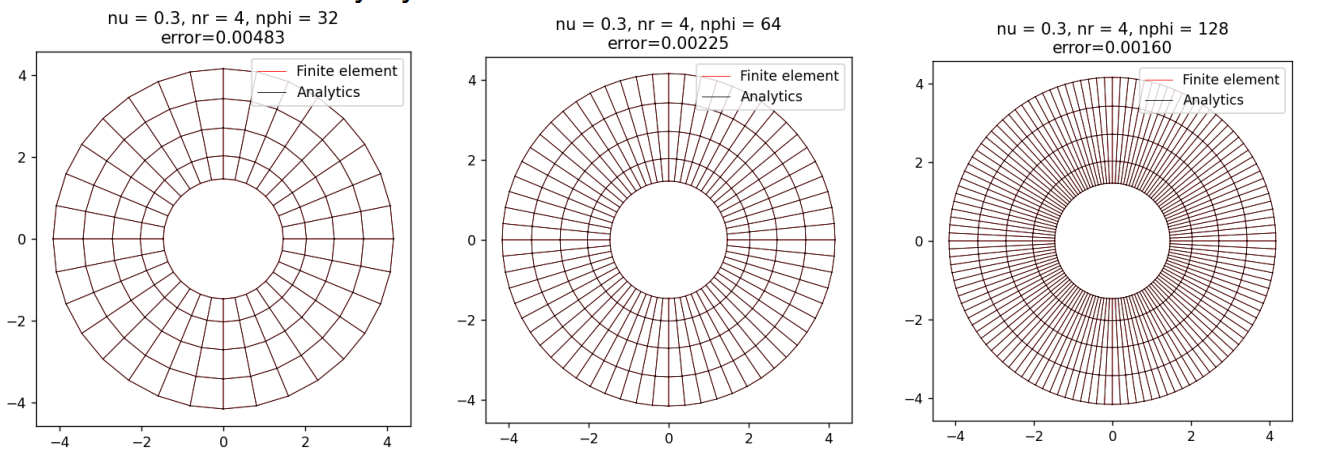 nu = 0.3, nr = 4, nphi = 32
error=0.00483
Finite element
Analytics
4
2
0
−2
−4
−4
−2
0
2
4
nu = 0.3, nr = 4, nphi = 64
error=0.00225
Finite element
Analytics
4
2
0
−2
−4
−4
−2
0
2
4
nu = 0.3, nr = 4, nphi = 128
error=0.00160
Finite element
Analytics
4
2
0
−2
−4
−4
−2
0
2
4